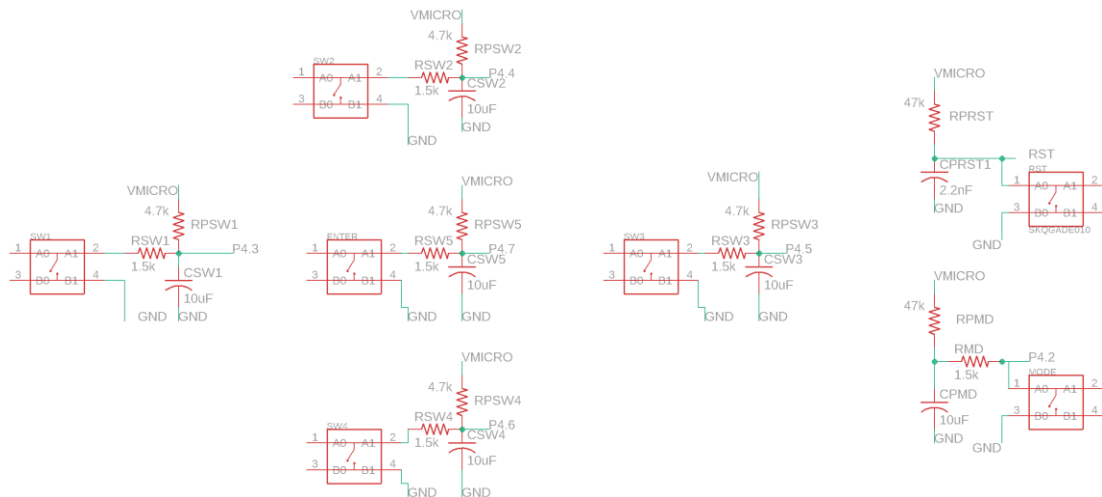 VMICRO
4.7k
RPSW2
SW2
1 A0 A1 2
RSW2
P4.4
1.5k
CSW2
3 B0 B1 4
10uF
GND
GND
VMICRO
4.7k
RPSW1
SW1
1 A0 A1 2
RSW1
P4.3
1.5k
3 B0 B1 4
CSW1
10uF
GND
GND
VMICRO
4.7k
RPSW5
ENTER
1 A0 A1 2
RSW5
P4.7
1.5k
CSW5
3 B0 B1 4
10uF
GND
GND
VMICRO
4.7k
RPSW3
SW3
1 A0 A1 2
RSW3
P4.5
1.5k
CSW3
3 B0 B1 4
10uF
GND
GND
VMICRO
4.7k
RPSW4
SW4
1 A0 A1 2
RSW4
P4.6
1.5k
CSW4
3 B0 B1 4
10uF
GND
GND
VMICRO
47k
RPRST
RST
CPRST1
RST
1 A0 A1 2
2.2nF
3 B0 B1 4
GND
SKQGADE010
GND
VMICRO
47k
RPMD
RMD
P4.2
1.5k
MODE
CPMD
1 A0 A1 2
10uF
3 B0 B1 4
GND
GND